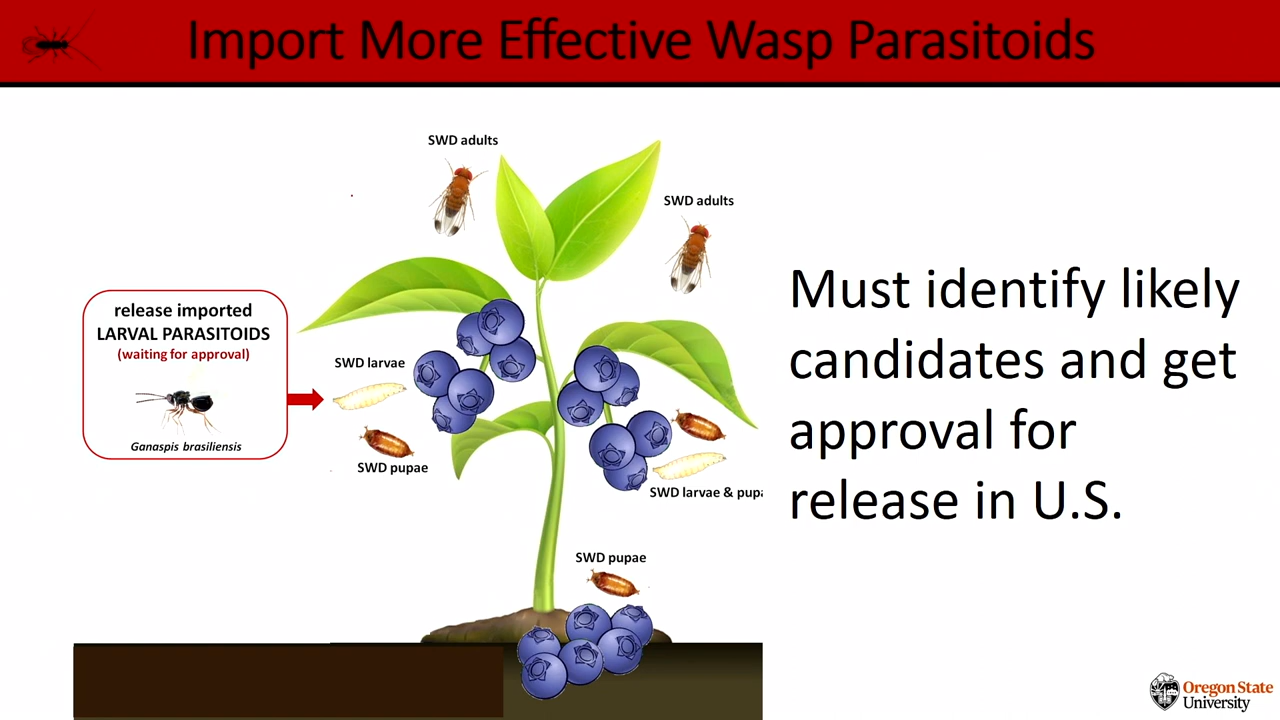 Import More Effective Wasp Parasitoids
SWD adults
SWD adults
release imported
LARVAL PARASITOIDS
(waiting for approval)
Ganaspis brasiliensis
SWD larvae
SWD pupae
SWD larvae & pupa
SWD pupae
Must identify likely
candidates and get
approval for
release in U.S.
Oregon State
University